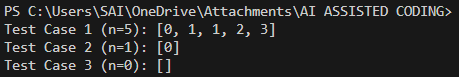 PS C:\Users\SAI\OneDrive\Attachments\AI ASSISTED CODING>
Test Case 1 (n=5): [0, 1, 1, 2, 3]
Test Case 2 (n=1): [0]
Test Case 3 (n=0): []